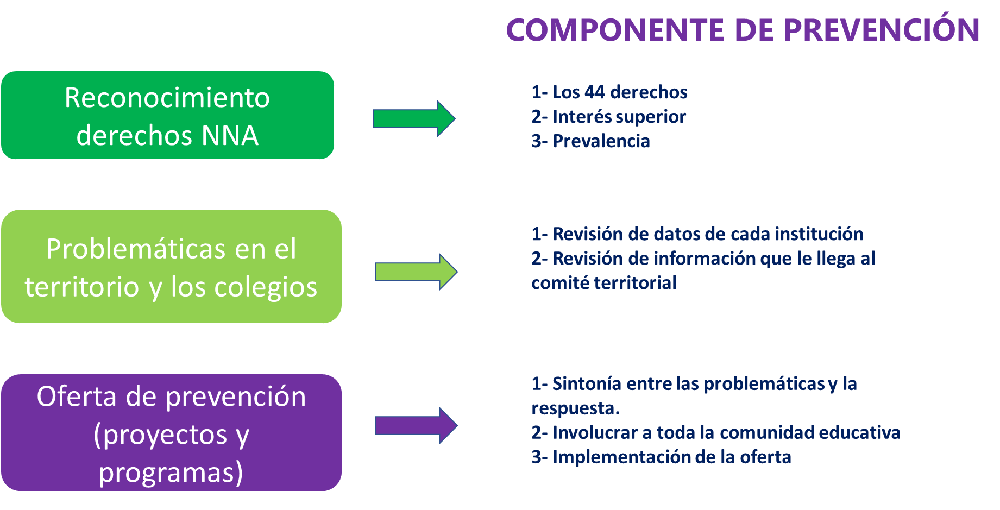 COMPONENTE DE PREVENCIÓN
Reconocimiento
derechos NNA
1- Los 44 derechos
2- Interés superior
3- Prevalencia
Problemáticas en el
territorio y los colegios
1- Revisión de datos de cada institución
2- Revisión de información que le llega al
comité territorial
Oferta de prevención
(proyectos y
programas)
1- Sintonía entre las problemáticas y la
respuesta.
2- Involucrar a toda la comunidad educativa
3- Implementación de la oferta